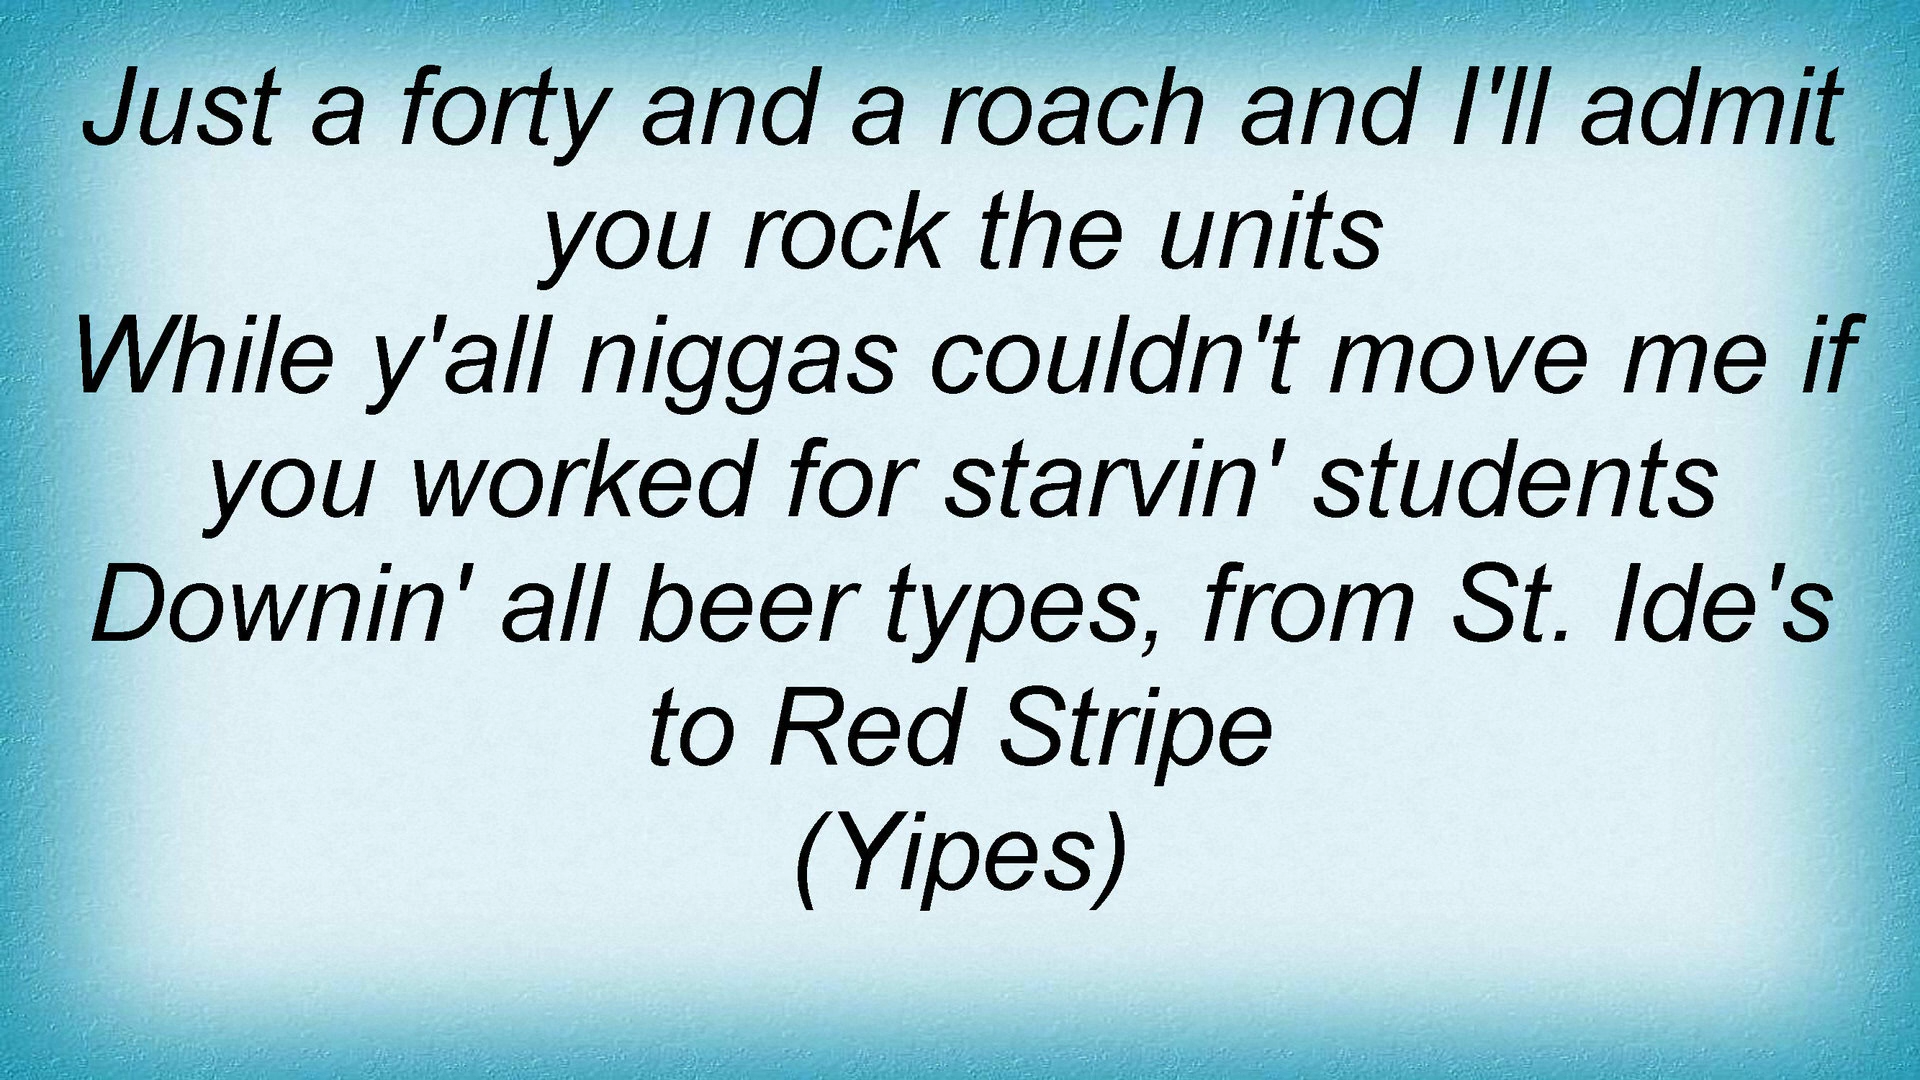 Just a forty and a roach and I'll admit
you rock the units
While y'all niggas couldn't move me if
you worked for starvin' students
Downin' all beer types, from St. Ide's
to Red Stripe
(Yipes)